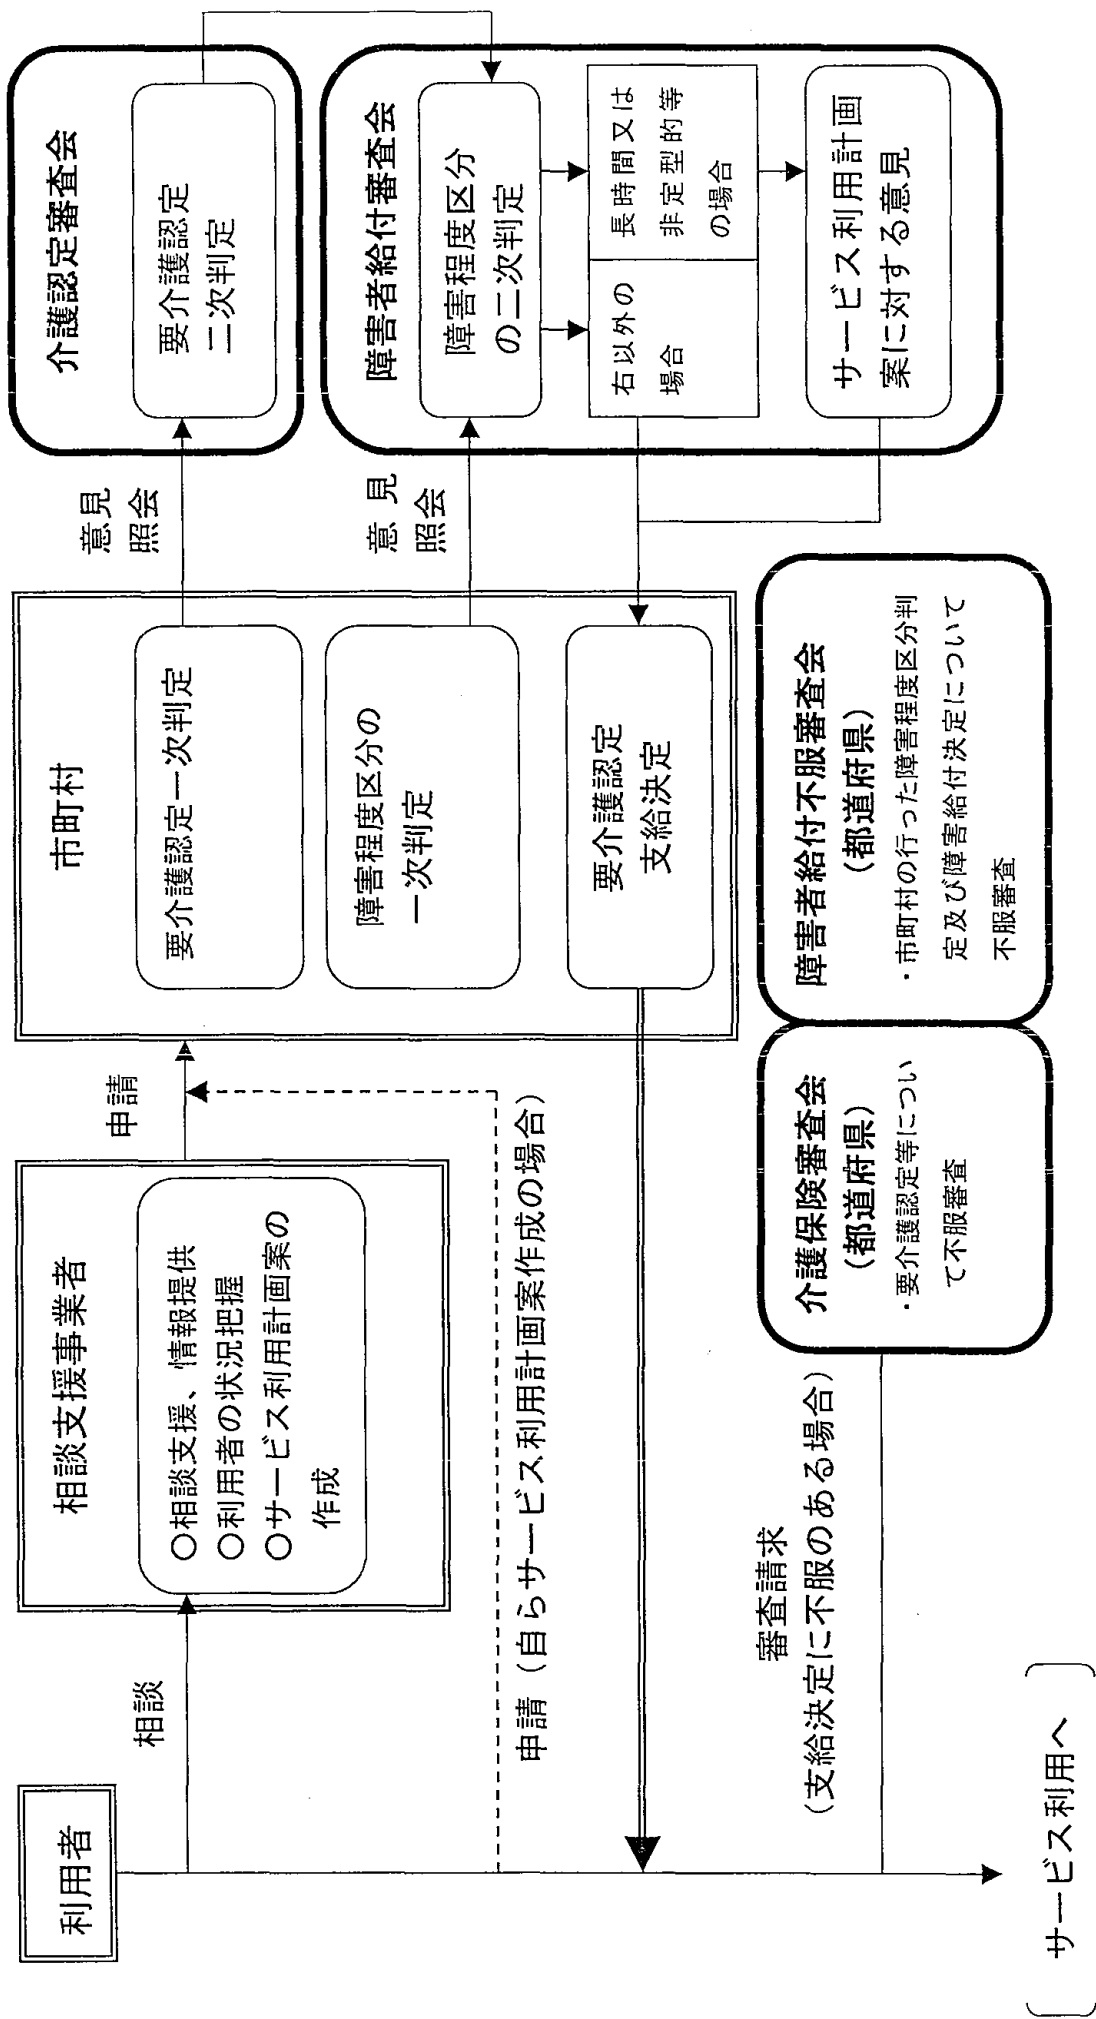 利用者
相談
相談支援事業者
○相談支援、情報提供
○利用者の状況把握
○サービス利用計画案の
作成
申請
申請（自らサービス利用計画案作成の場合）
市町村
要介護認定一次判定
障害程度区分の
一次判定
要介護認定
支給決定
意見
照会
意見
照会
介護認定審査会
要介護認定
二次判定
障害者給付審査会
障害程度区分
の二次判定
右以外の
場合
長時間又は
非定型的等
の場合
サービス利用計画
案に対する意見
審査請求
（支給決定に不服のある場合）
介護保険審査会
（都道府県）
・要介護認定等につい
て不服審査
障害者給付不服審査会
（都道府県）
・市町村の行った障害程度区分判
定及び障害給付決定について
不服審査
サービス利用へ